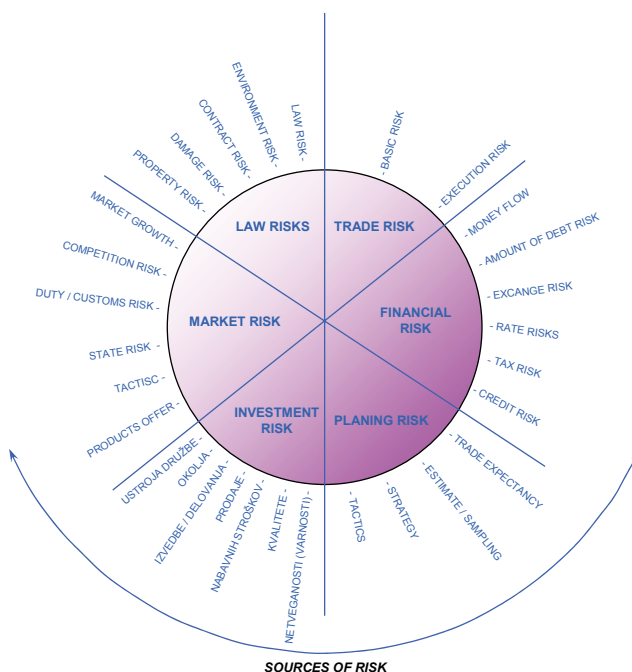 LAW RISK -
ENVIRONMENT RISK -
CONTRACT RISK -
DAMAGE RISK -
PROPERTY RISK -
MARKET GROWTH -
COMPETITION RISK -
DUTY / CUSTOMS RISK -
STATE RISK -
TACTISC -
PRODUCTS OFFER -
USTROJA DRUŽBE -
OKOLJA -
IZVEDBE / DELOVANJA -
PRODAJE -
NABAVNIH STROŠKOV -
KVALITETE -
NETVEGANOSTI (VARNOSTI) -
- BASIC RISK
- EXECUTION RISK
- MONEY FLOW
- AMOUNT OF DEBT RISK
- EXCANGE RISK
- RATE RISKS
- TAX RISK
- CREDIT RISK
- TRADE EXPECTANCY
- ESTIMATE / SAMPLING
- STRATEGY
- TACTICS
LAW RISKS
TRADE RISK
MARKET RISK
FINANCIAL
RISK
INVESTMENT
RISK
PLANING RISK
SOURCES OF RISK